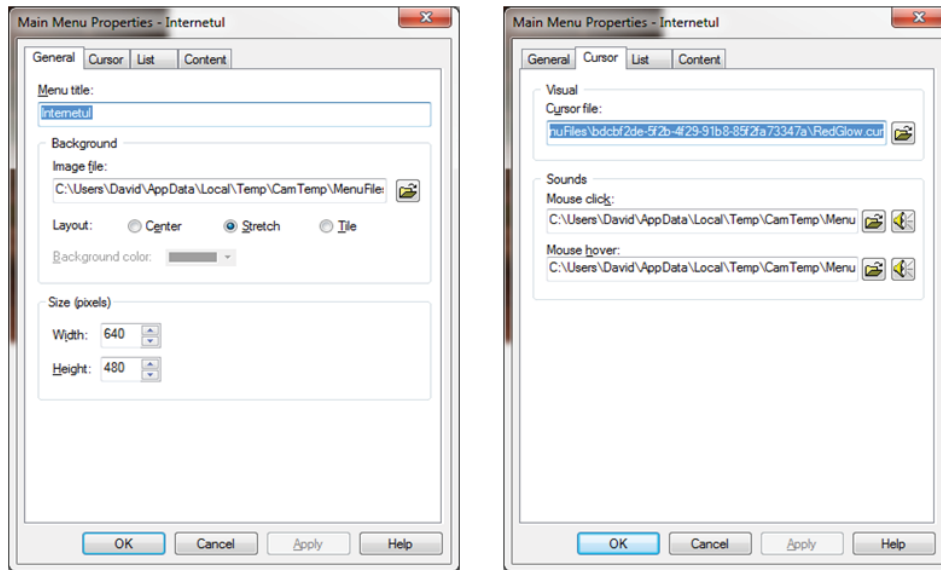 Main Menu Properties - Internetul
General Cursor List Content
Menu title:
Internetul
Background
Image file:
C:\Users\David\AppData\Local\Temp\CamTemp\MenuFile
Layout: Center Stretch Tile
Background color:
Size (pixels)
Width: 640
Height: 480
OK Cancel Apply Help
Main Menu Properties - Internetul
General Cursor List Content
Visual
Cursor file:
nuFiles\bdcbf2de-5f2b-4f29-91b8-85f2fa73347a\RedGlow.cur
Sounds
Mouse click:
C:\Users\David\AppData\Local\Temp\CamTemp\Menu
Mouse hover:
C:\Users\David\AppData\Local\Temp\CamTemp\Menu
OK Cancel Apply Help